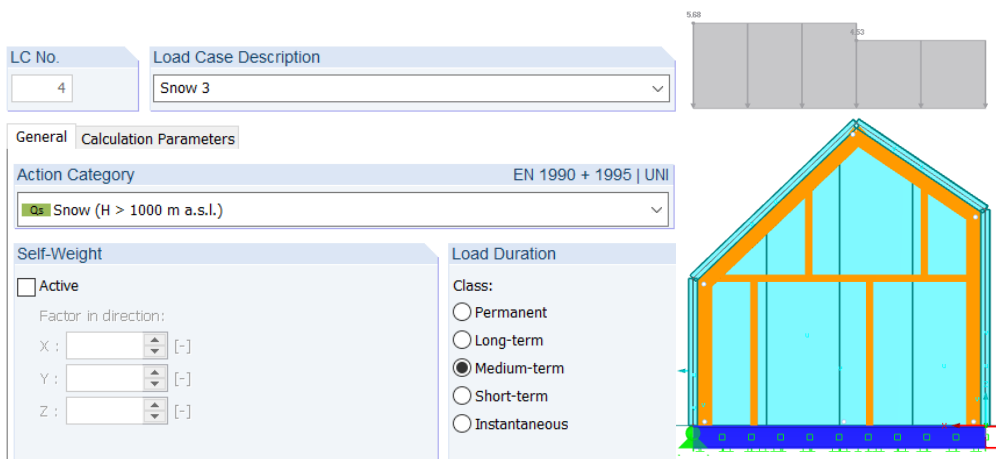 LC No.
Load Case Description
4
Snow 3
5.68
4.53
General
Calculation Parameters
Action Category
EN 1990 + 1995 | UNI
Qs Snow (H > 1000 m a.s.l.)
Self-Weight
Load Duration
Active
Class:
Factor in direction:
Permanent
X :
[-]
Long-term
Y :
[-]
Medium-term
Z :
[-]
Short-term
Instantaneous